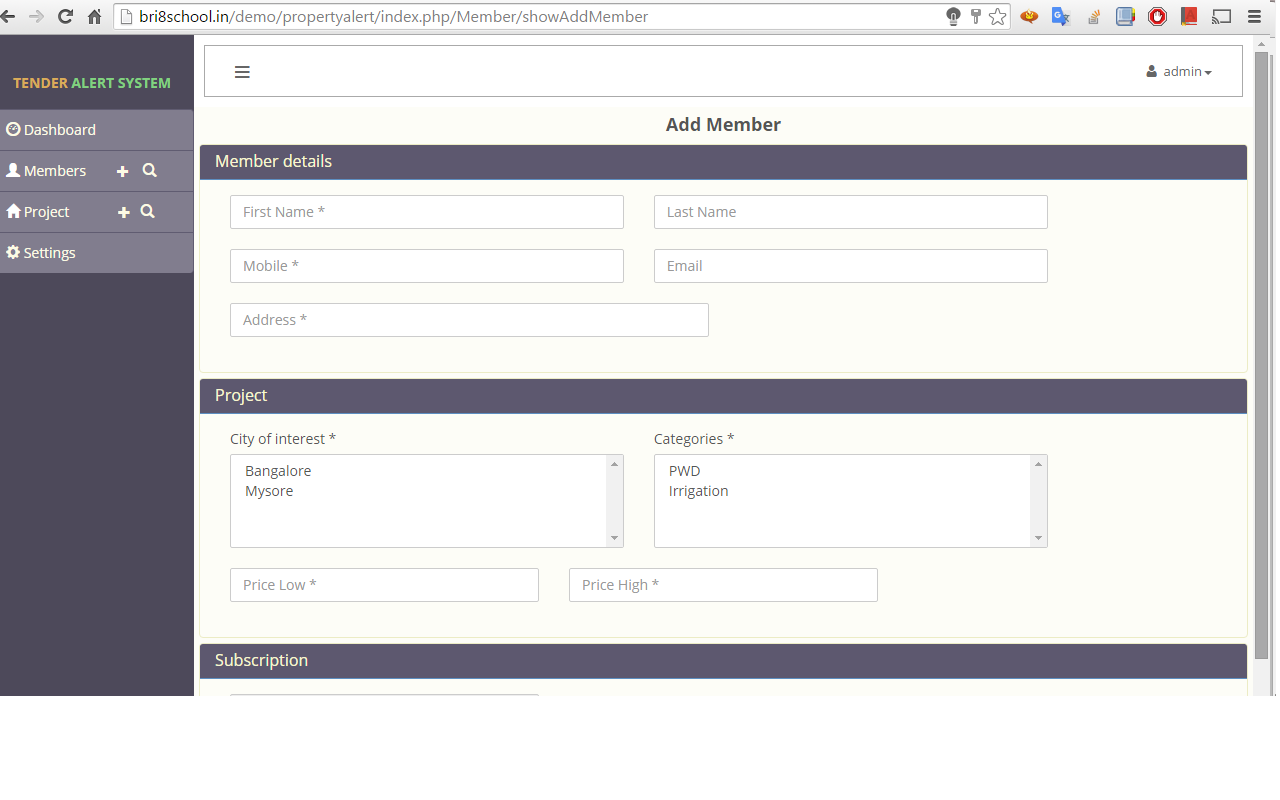 bri8school.in/demo/propertyalert/index.php/Member/showAddMember
TENDER ALERT SYSTEM
admin
Dashboard
Members
Project
Settings
Add Member
Member details
First Name *
Last Name
Mobile *
Email
Address *
Project
City of interest *
Categories *
Bangalore
Mysore
PWD
Irrigation
Price Low *
Price High *
Subscription